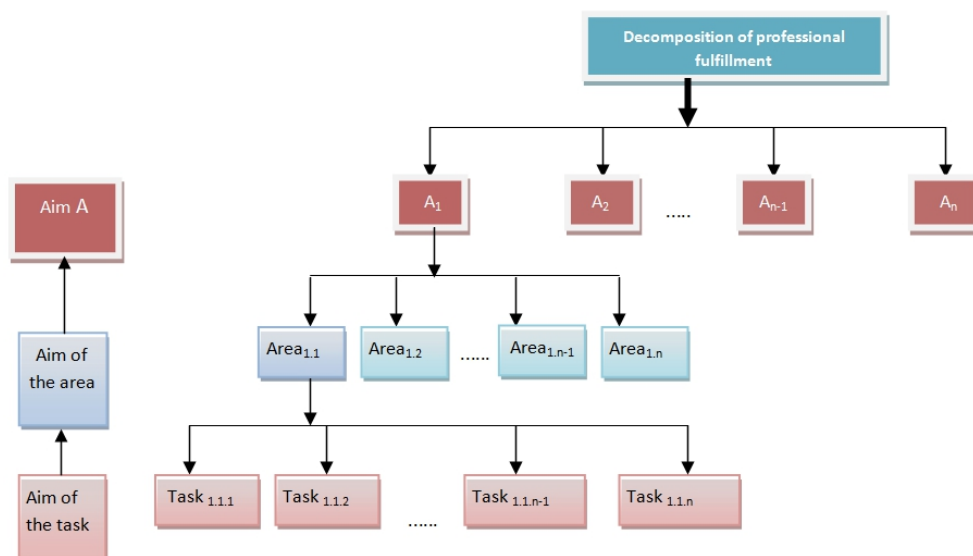 Decomposition of professional
fulfillment
Aim A
A₁
A₂
.....
Aₙ₋₁
Aₙ
Aim of
the area
Area₁.₁
Area₁.₂
......
Area₁.ₙ₋₁
Area₁.ₙ
Aim of
the task
Task ₁.₁.₁
Task ₁.₁.₂
......
Task ₁.₁.ₙ₋₁
Task ₁.₁.ₙ